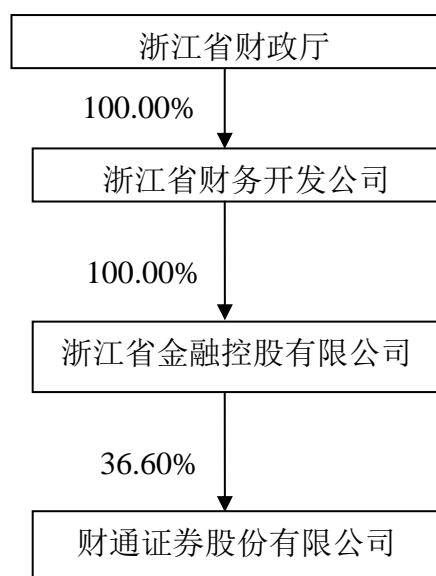 浙江省财政厅
100.00%
浙江省财务开发公司
100.00%
浙江省金融控股有限公司
36.60%
财通证券股份有限公司